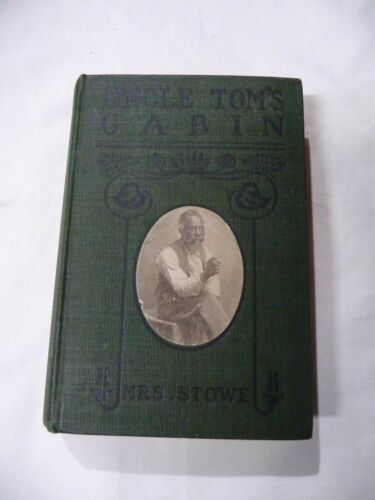 UNCLE TOM'S
CABIN
MRS. STOWE